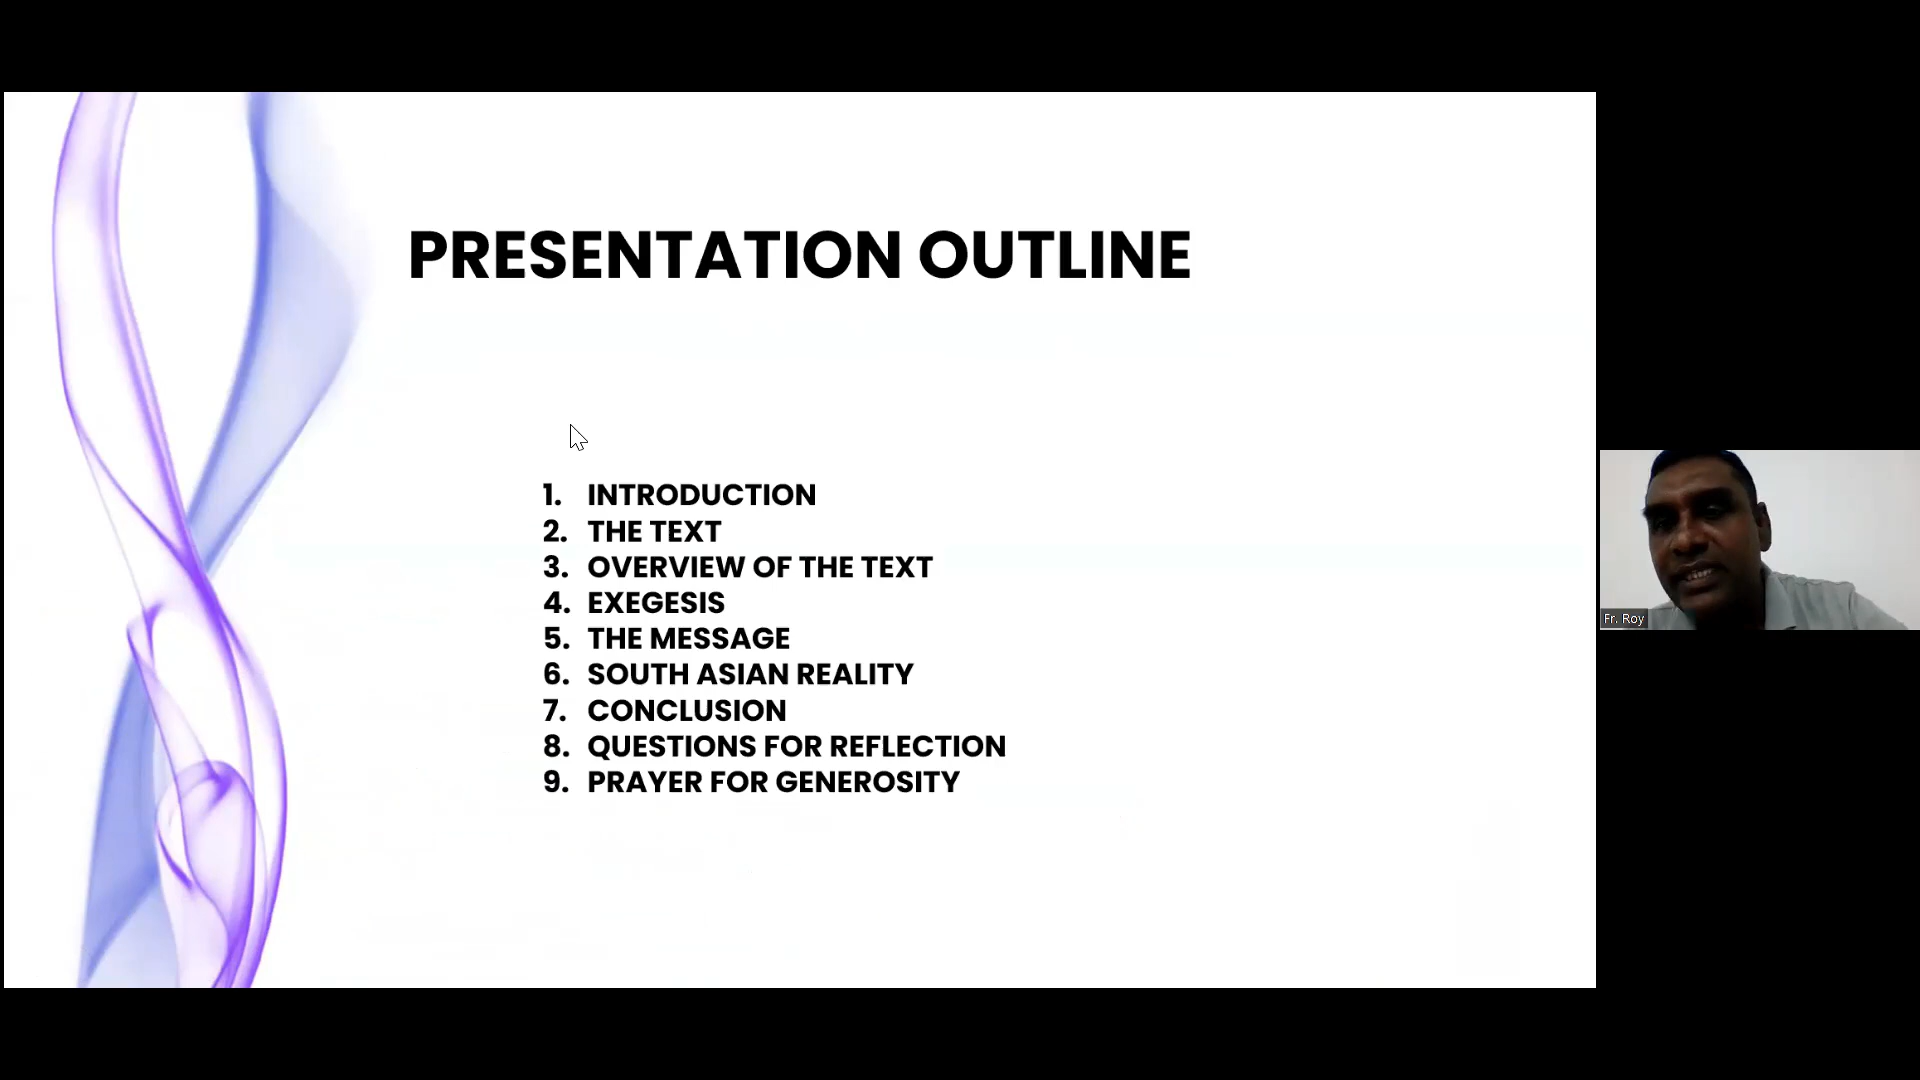 PRESENTATION OUTLINE
1. INTRODUCTION
2. THE TEXT
3. OVERVIEW OF THE TEXT
4. EXEGESIS
5. THE MESSAGE
6. SOUTH ASIAN REALITY
7. CONCLUSION
8. QUESTIONS FOR REFLECTION
9. PRAYER FOR GENEROSITY
Fr. Roy